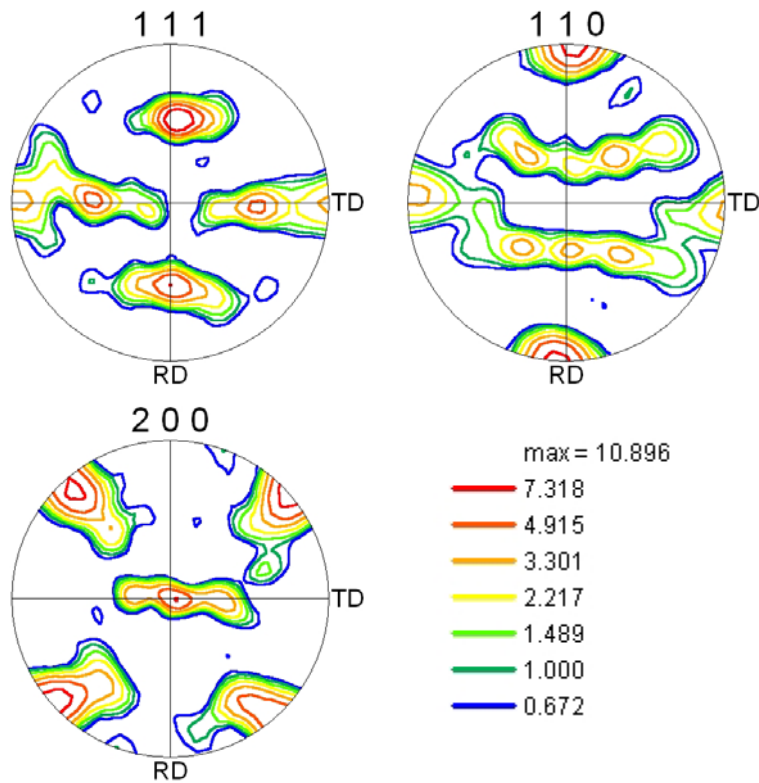 1 1 1
1 1 0
TD
TD
RD
RD
2 0 0
TD
RD
max = 10.896
7.318
4.915
3.301
2.217
1.489
1.000
0.672